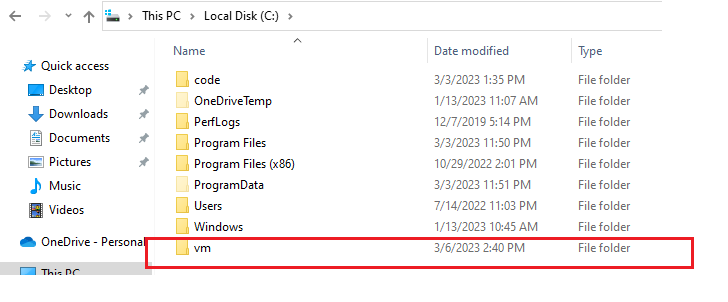 This PC > Local Disk (C:) >
Name Date modified Type
Quick access
Desktop
Downloads
Documents
Pictures
Music
Videos
OneDrive - Personal
This PC
code 3/3/2023 1:35 PM File folder
OneDriveTemp 1/13/2023 11:07 AM File folder
PerfLogs 12/7/2019 5:14 PM File folder
Program Files 3/3/2023 11:50 PM File folder
Program Files (x86) 10/29/2022 2:01 PM File folder
ProgramData 3/3/2023 11:51 PM File folder
Users 7/14/2022 11:03 PM File folder
Windows 1/13/2023 10:45 AM File folder
vm 3/6/2023 2:40 PM File folder